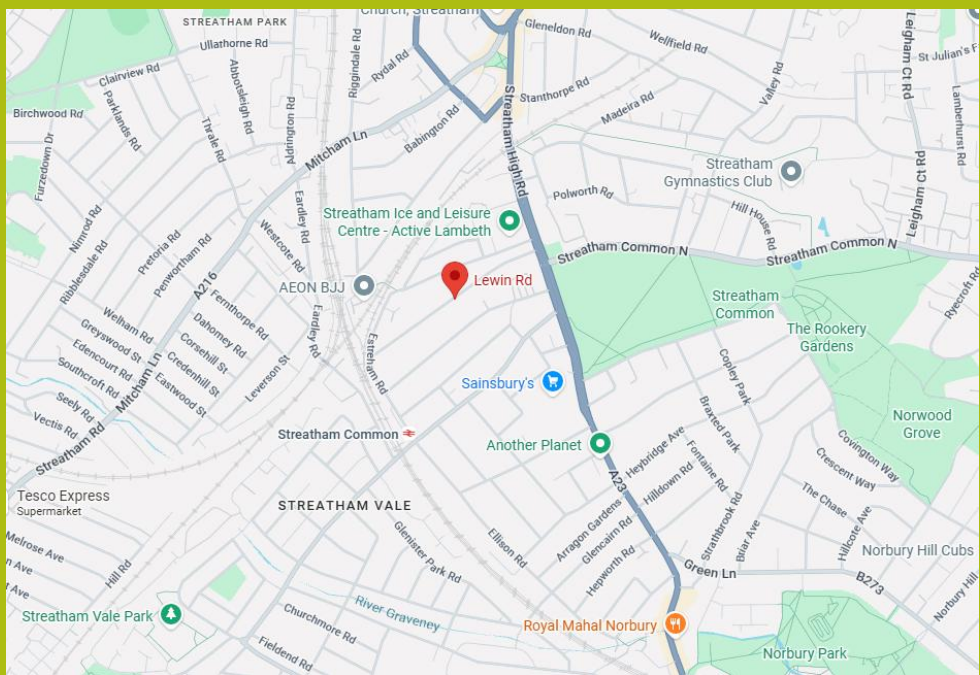 Church, Streatham
STREATHAM PARK
Ullathorne Rd
Gleneldon Rd
Wellfield Rd
Leigham Ct Rd
Clairview Rd
Abbotsleigh Rd
Riggindale Rd
Rydal Rd
Birchwood Rd
Parklands Rd
Thrale Rd
Aldrington Rd
Mitcham Ln
Babington Rd
Stanthorpe Rd
Streatham High Rd
Madeira Rd
Valley Rd
Lamberhurst Rd
Furzedown Dr
Nimrod Rd
Eardley Rd
Polworth Rd
Streatham
Gymnastics Club
Leigham Ct Rd
Hill House Rd
Streatham Ice and Leisure
Centre - Active Lambeth
Ribblesdale Rd
Pretoria Rd
Penwortham Rd
A216
Westcote Rd
AEON BJJ
Lewin Rd
Streatham Common N
Streatham Common N
Ryecroft Rd
Streatham
Common
The Rookery
Gardens
Welham Rd
Greyswood St
Edencourt Rd
Southcroft Rd
Seely Rd
Vectis Rd
Fernthorpe Rd
Dahomey Rd
Corsehill St
Credenhill St
Eastwood St
Leverson St
Eardley Rd
Estreham Rd
Mitcham Ln
Streatham Rd
Sainsbury's
Copley Park
Braxted Park
Norwood
Grove
Streatham Common
Another Planet
A23
Heybridge Ave
Fontaine Rd
Hilldown Rd
Covington Way
Crescent Way
The Chase
Tesco Express
Supermarket
STREATHAM VALE
Arragon Gardens
Glencairn Rd
Hepworth Rd
Strathbrook Rd
Briar Ave
Hillcote Ave
Norbury Hill Cubs
Melrose Ave
Hill Rd
Glenister Park Rd
Ellison Rd
Green Ln
B273
Norbury Hill
Streatham Vale Park
Churchmore Rd
River Graveney
Royal Mahal Norbury
Fieldend Rd
Norbury Park